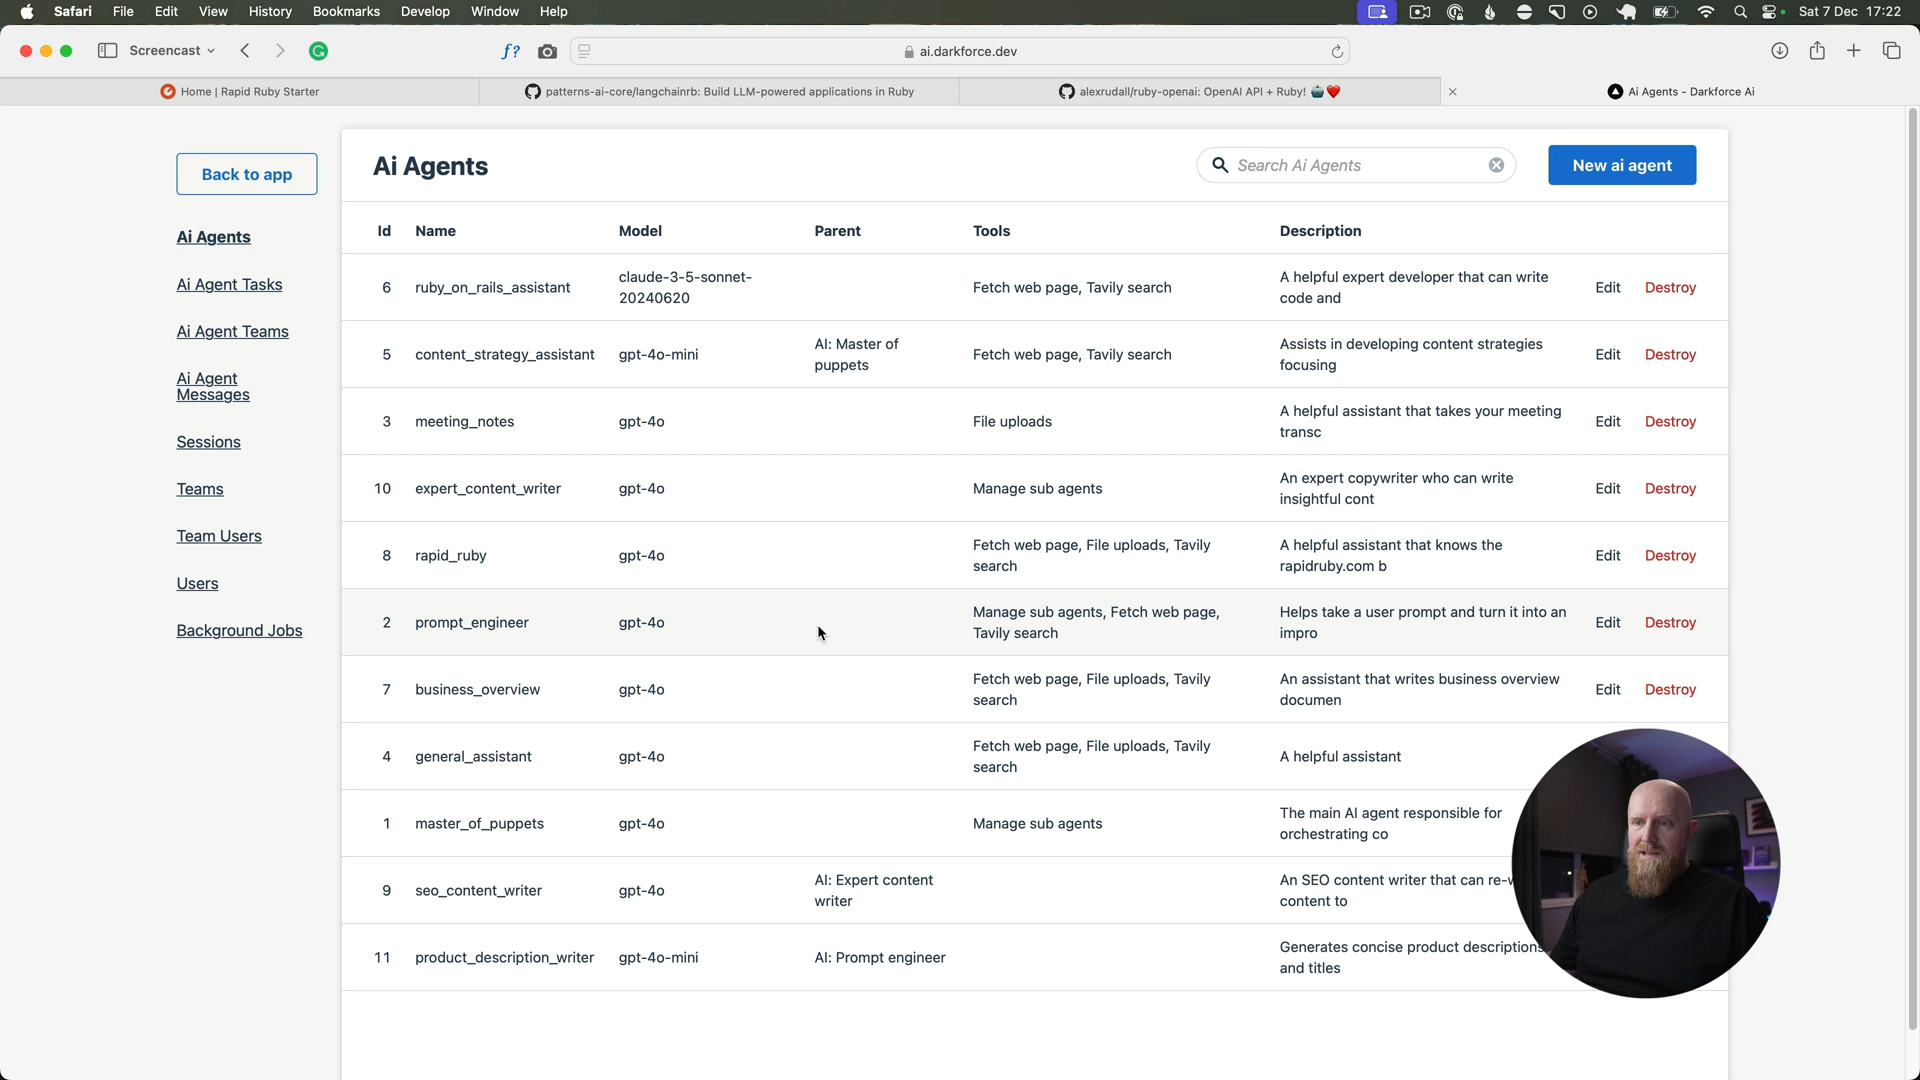 Safari File Edit View History Bookmarks Develop Window Help Sat 7 Dec 17:22
Screencast f? ai.darkforce.dev
Home | Rapid Ruby Starter
patterns-ai-core/langchainrb: Build LLM-powered applications in Ruby
alexrudall/ruby-openai: OpenAI API + Ruby! 🤖❤️
Ai Agents - Darkforce Ai
Back to app
Ai Agents
Ai Agent Tasks
Ai Agent Teams
Ai Agent
Messages
Sessions
Teams
Team Users
Users
Background Jobs
Ai Agents
Search Ai Agents
New ai agent
Id Name Model Parent Tools Description
6 ruby_on_rails_assistant claude-3-5-sonnet-
20240620 Fetch web page, Tavily search A helpful expert developer that can write
code and Edit Destroy
5 content_strategy_assistant gpt-4o-mini AI: Master of
puppets Fetch web page, Tavily search Assists in developing content strategies
focusing Edit Destroy
3 meeting_notes gpt-4o File uploads A helpful assistant that takes your meeting
transc Edit Destroy
10 expert_content_writer gpt-4o Manage sub agents An expert copywriter who can write
insightful cont Edit Destroy
8 rapid_ruby gpt-4o Fetch web page, File uploads, Tavily
search A helpful assistant that knows the
rapidruby.com b Edit Destroy
2 prompt_engineer gpt-4o Manage sub agents, Fetch web page,
Tavily search Helps take a user prompt and turn it into an
impro Edit Destroy
7 business_overview gpt-4o Fetch web page, File uploads, Tavily
search An assistant that writes business overview
documen Edit Destroy
4 general_assistant gpt-4o Fetch web page, File uploads, Tavily
search A helpful assistant
1 master_of_puppets gpt-4o Manage sub agents The main AI agent responsible for
orchestrating co
9 seo_content_writer gpt-4o AI: Expert content
writer An SEO content writer that can re-
content to
11 product_description_writer gpt-4o-mini AI: Prompt engineer Generates concise product descriptions
and titles